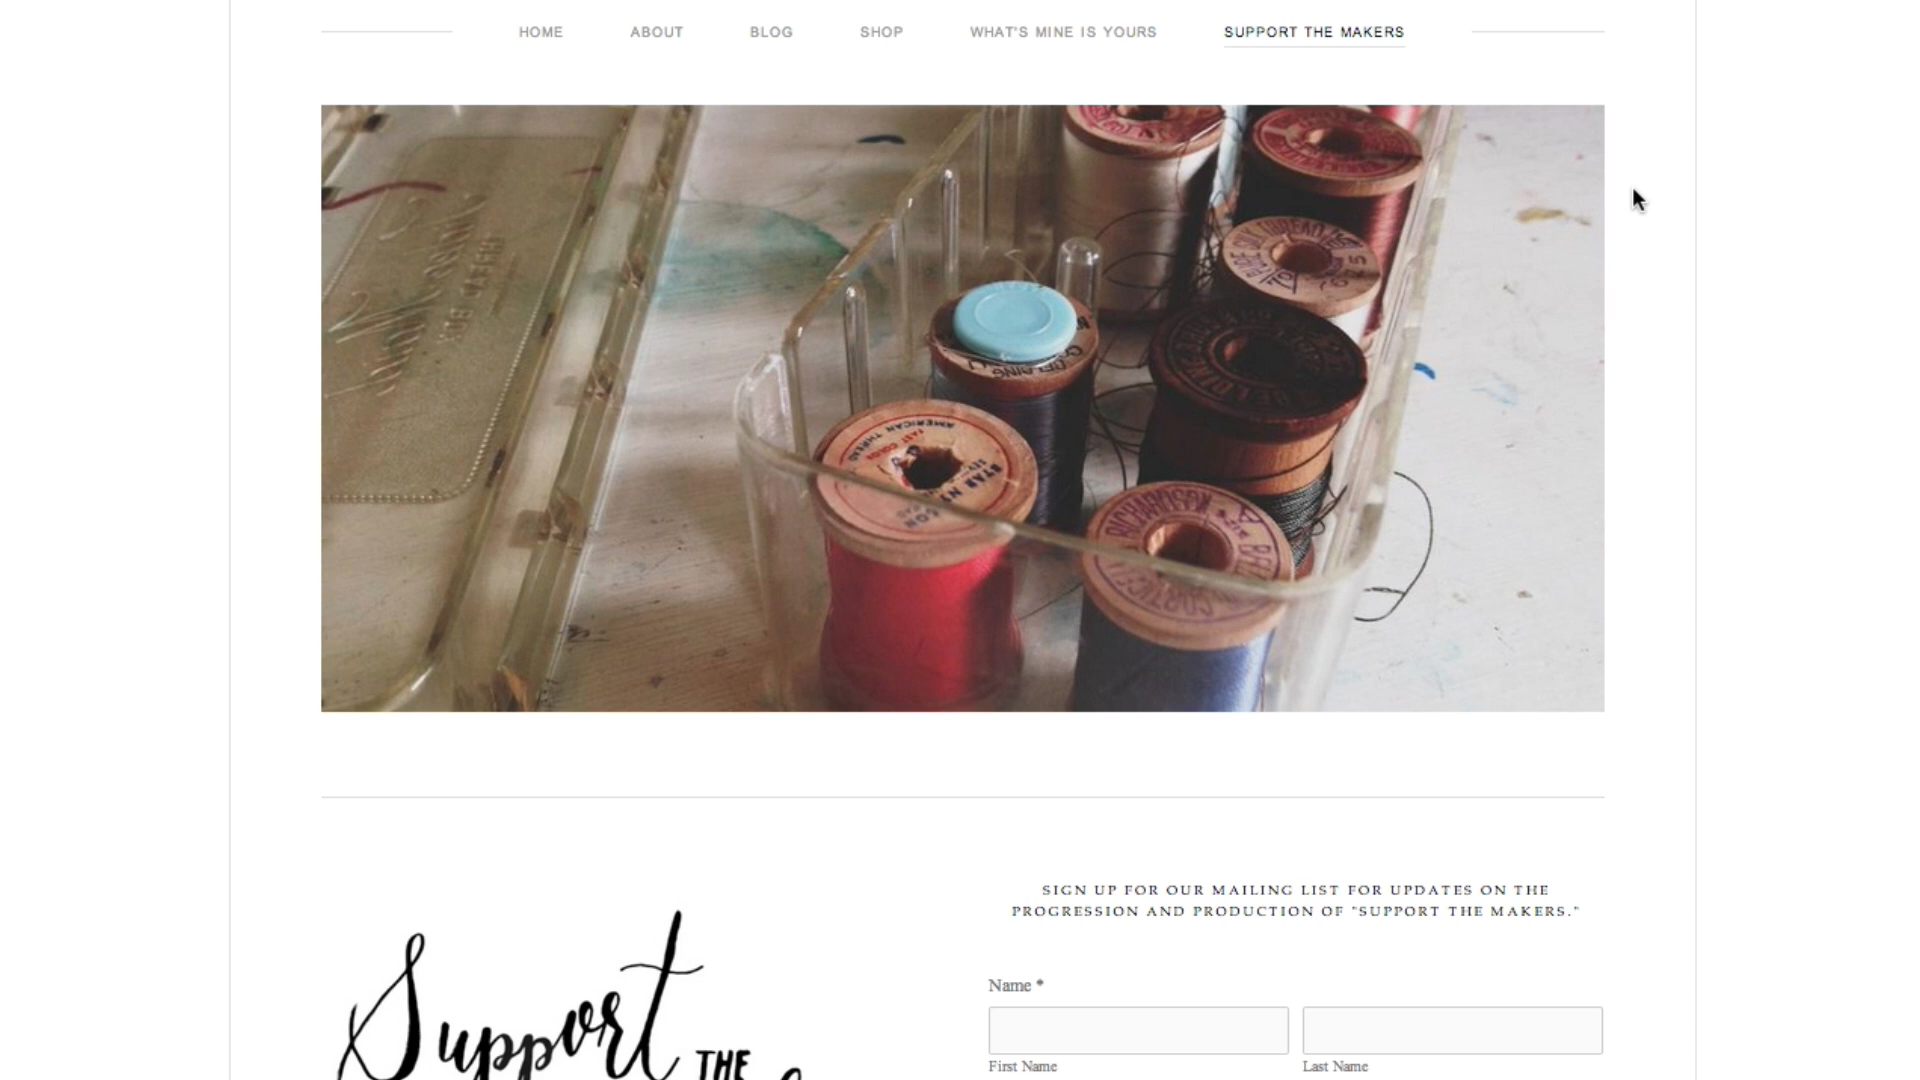 HOME ABOUT BLOG SHOP WHAT'S MINE IS YOURS SUPPORT THE MAKERS
AMERICAN THREAD
FAST COLOR
STAR
SIGN UP FOR OUR MAILING LIST FOR UPDATES ON THE
PROGRESSION AND PRODUCTION OF "SUPPORT THE MAKERS."
Support THE
Name *
First Name Last Name